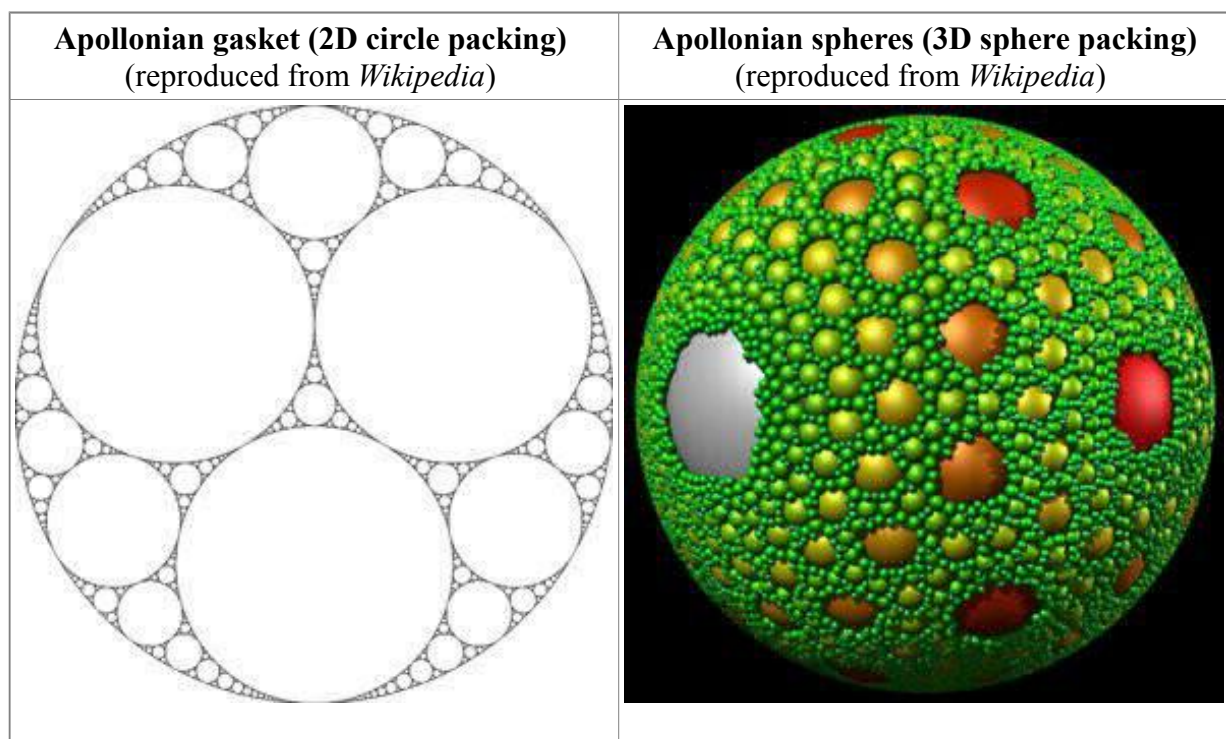 Apollonian gasket (2D circle packing)
(reproduced from Wikipedia)
Apollonian spheres (3D sphere packing)
(reproduced from Wikipedia)